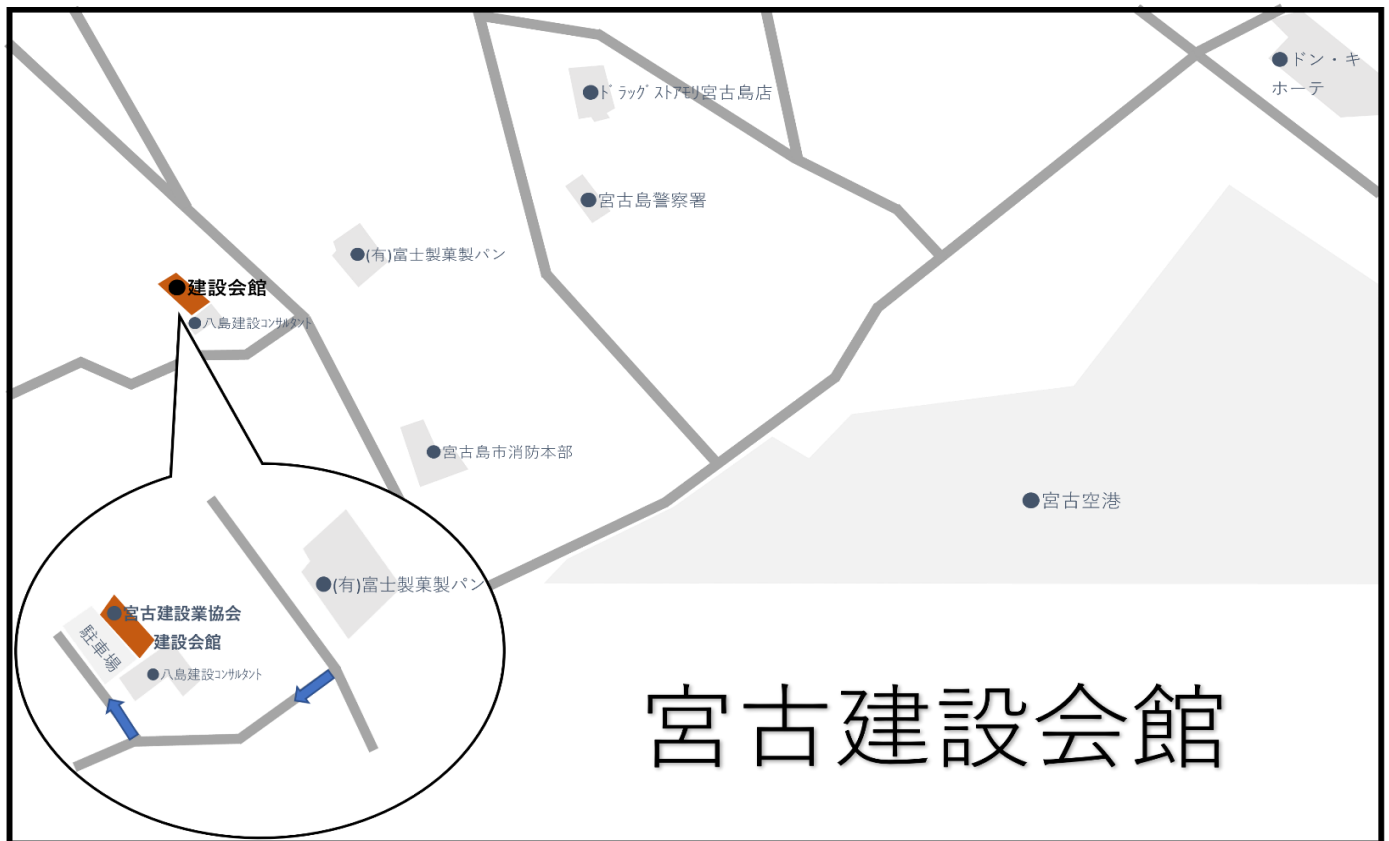 ●ドン・キ
ホーテ
●ﾄﾞﾗｯｸﾞｽﾄｱﾓﾘ宮古島店
●宮古島警察署
●(有)富士製菓製パン
●建設会館
●八島建設ｺﾝｻﾙﾀﾝﾄ
●宮古島市消防本部
●宮古空港
●(有)富士製菓製パン
●宮古建設業協会
建設会館
駐車場
●八島建設ｺﾝｻﾙﾀﾝﾄ
宮古建設会館